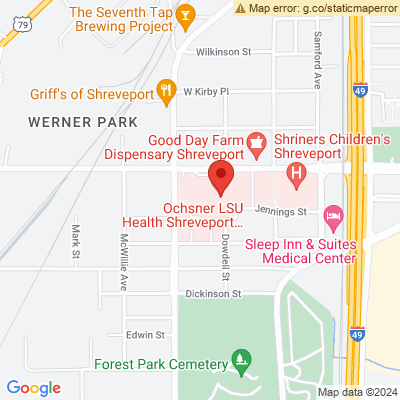 Map error: g.co/staticmaperror
79
The Seventh Tap
Brewing Project
Wilkinson St
Samford Ave
49
W Kirby Pl
Griff's of Shreveport
WERNER PARK
Good Day Farm
Dispensary Shreveport
Shriners Children's
Shreveport
H
Ochsner LSU
Health Shreveport...
Jennings St
Mark St
McWillie Ave
Dowdell St
Sleep Inn & Suites
Medical Center
Dickinson St
Edwin St
49
Forest Park Cemetery
Google
Map data ©2024